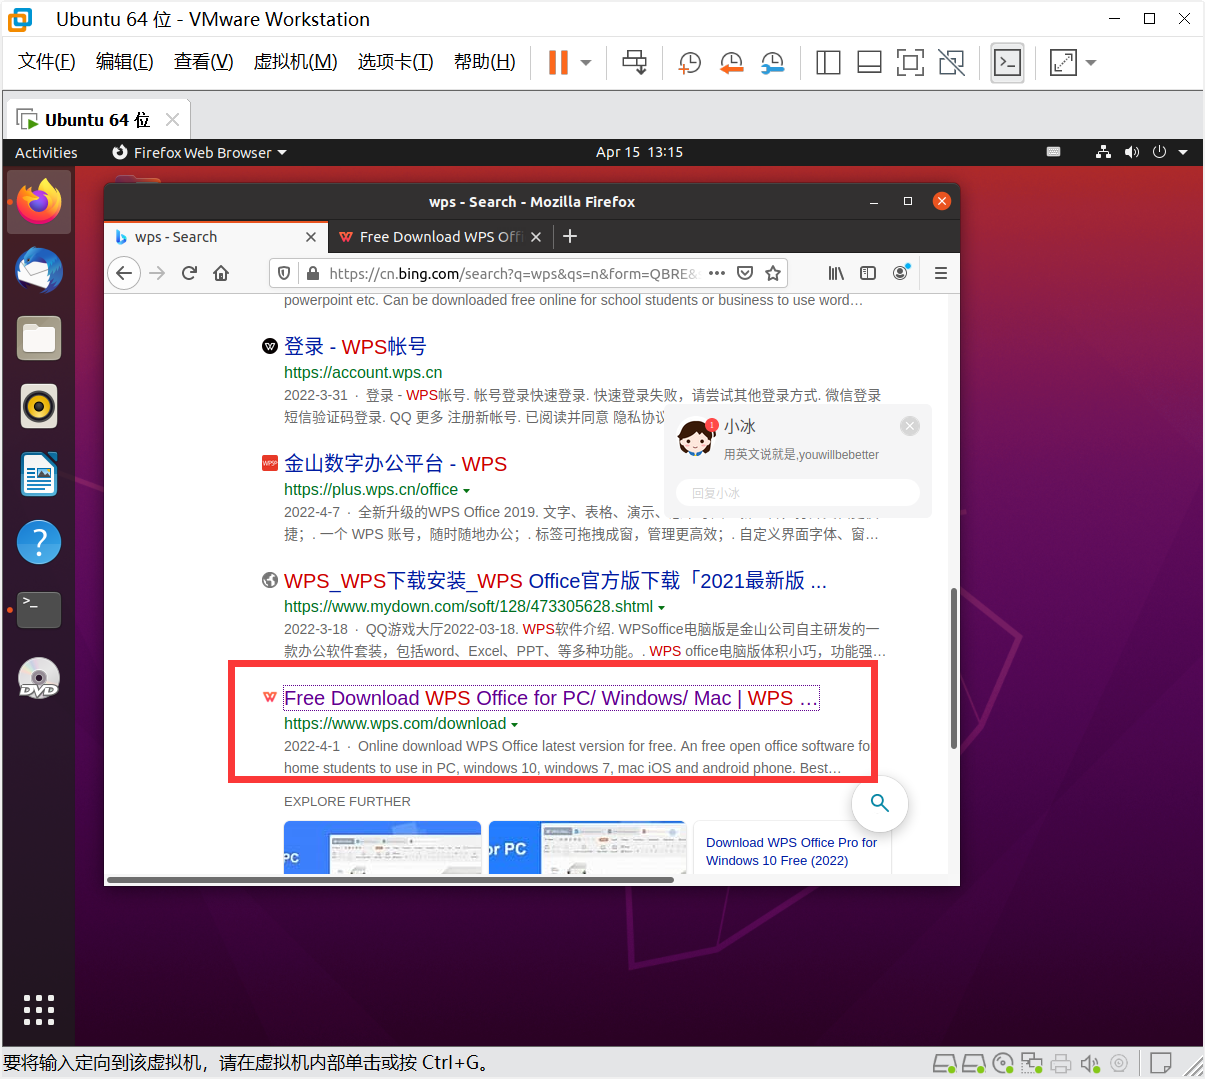 Ubuntu 64 位 - VMware Workstation
文件(F) 编辑(E) 查看(V) 虚拟机(M) 选项卡(T) 帮助(H)
Ubuntu 64 位
Activities Firefox Web Browser Apr 15 13:15
wps - Search - Mozilla Firefox
wps - Search Free Download WPS Off
https://cn.bing.com/search?q=wps&qs=n&form=QBRE&
powerpoint etc. Can be downloaded free online for school students or business to use word…
登录 - WPS帐号
https://account.wps.cn
2022-3-31 · 登录 - WPS帐号. 帐号登录快速登录. 快速登录失败，请尝试其他登录方式. 微信登录
短信验证码登录. QQ 更多 注册新帐号. 已阅读并同意 隐私协议
1 小冰
用英文说就是,youwillbebetter
回复小冰
金山数字办公平台 - WPS
https://plus.wps.cn/office
2022-4-7 · 全新升级的WPS Office 2019. 文字、表格、演示、
捷；. 一个 WPS 账号，随时随地办公；. 标签可拖拽成窗，管理更高效；. 自定义界面字体、窗…
WPS_WPS下载安装_WPS Office官方版下载「2021最新版 ...
https://www.mydown.com/soft/128/473305628.shtml
2022-3-18 · QQ游戏大厅2022-03-18. WPS软件介绍. WPSoffice电脑版是金山公司自主研发的一
款办公软件套装，包括word、Excel、PPT、等多种功能。. WPS office电脑版体积小巧，功能强…
Free Download WPS Office for PC/ Windows/ Mac | WPS …
https://www.wps.com/download
2022-4-1 · Online download WPS Office latest version for free. An free open office software fo
home students to use in PC, windows 10, windows 7, mac iOS and android phone. Best…
EXPLORE FURTHER
PC
or PC
Download WPS Office Pro for
Windows 10 Free (2022)
DVD
要将输入定向到该虚拟机，请在虚拟机内部单击或按 Ctrl+G。